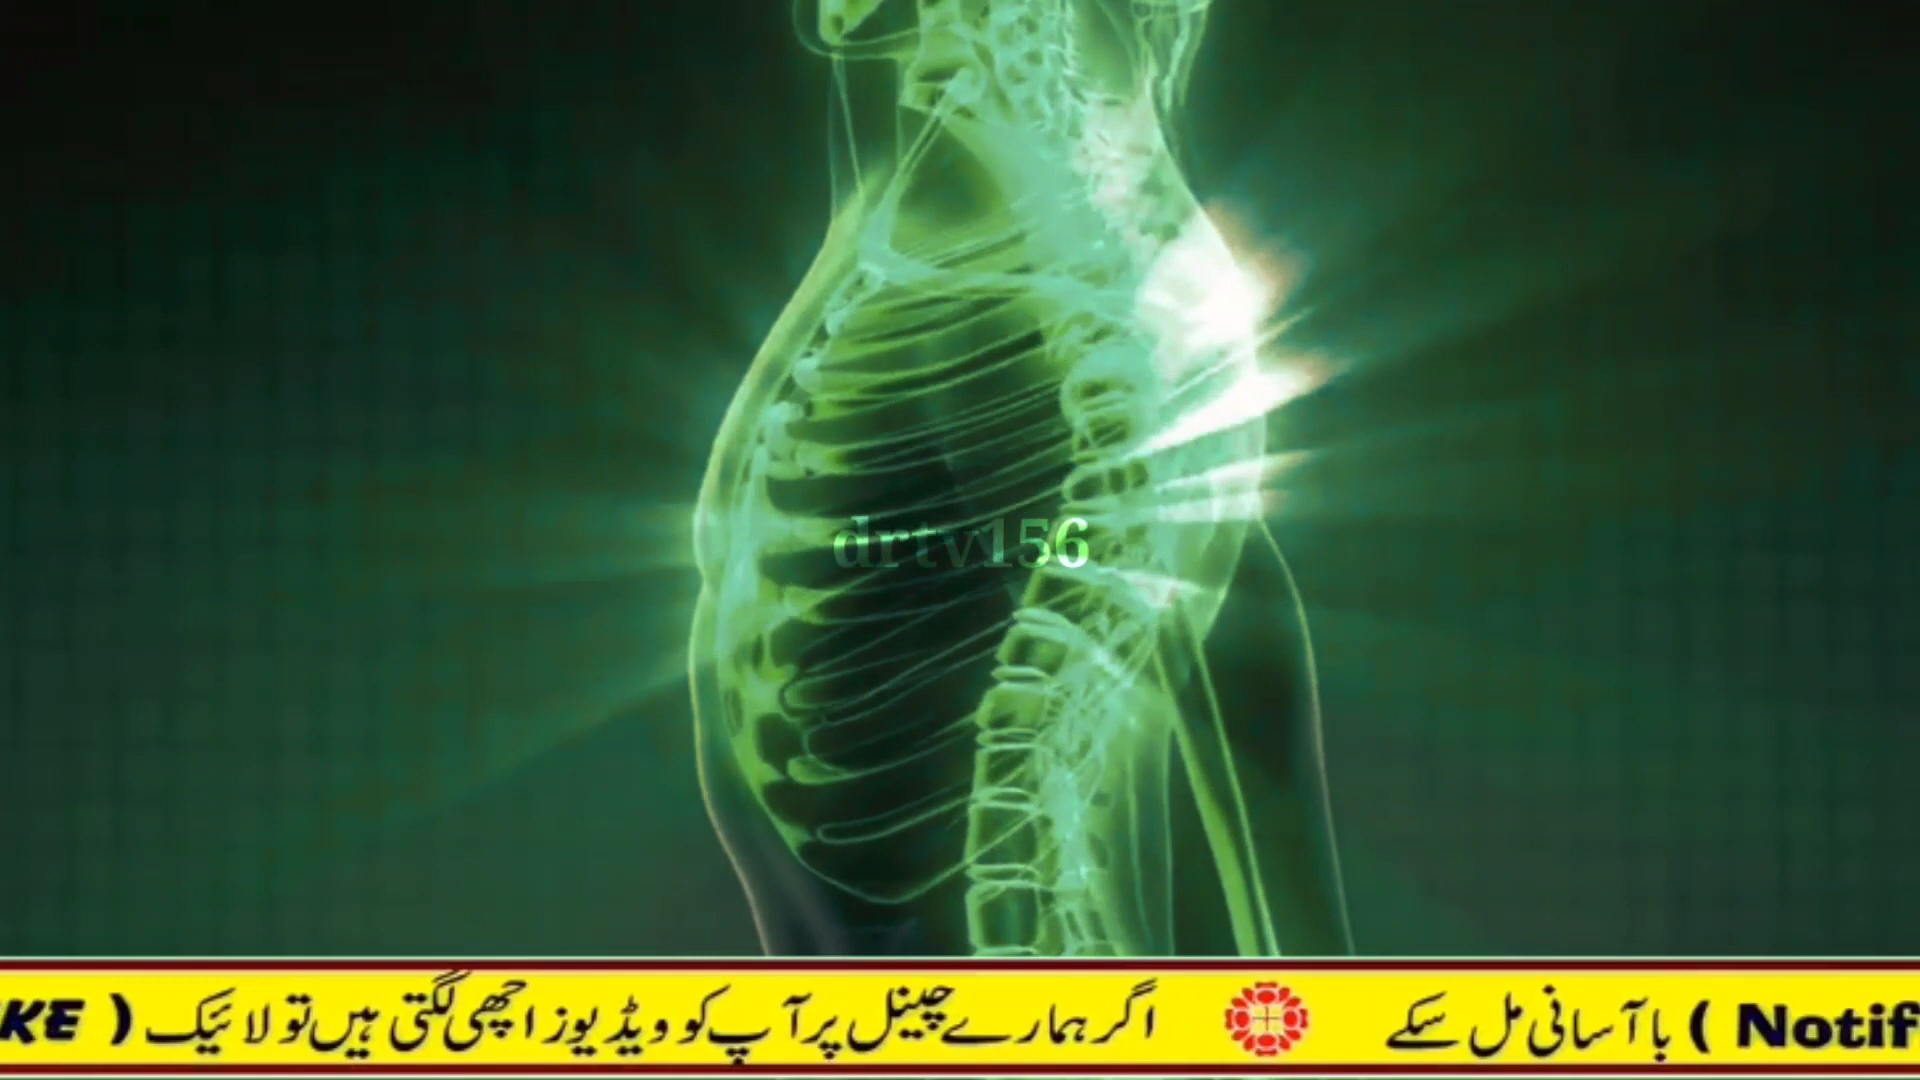 drtv156
Notif ) باآسانی مل سکے
اگر ہمارے چینل پر آپ کو ویڈیوز اچھی لگتی ہیں تو لائیک ( KE